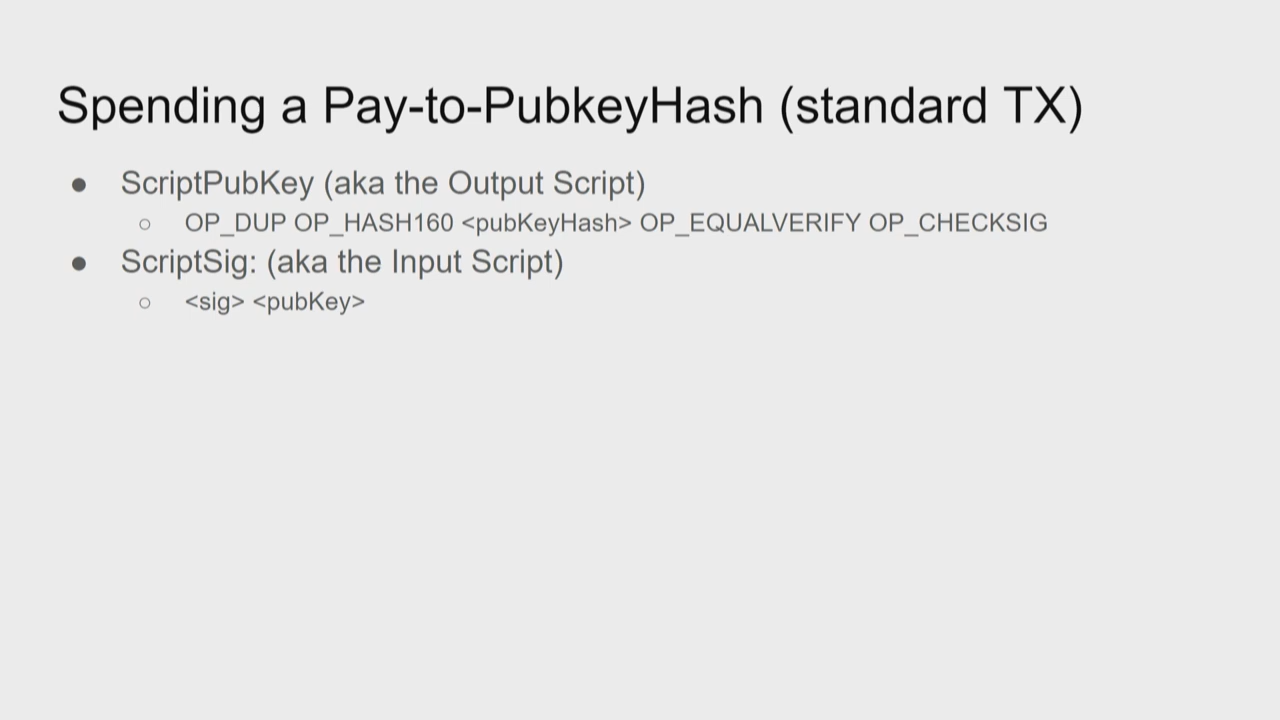 Spending a Pay-to-PubkeyHash (standard TX)
● ScriptPubKey (aka the Output Script)
○ OP_DUP OP_HASH160 <pubKeyHash> OP_EQUALVERIFY OP_CHECKSIG
● ScriptSig: (aka the Input Script)
○ <sig> <pubKey>